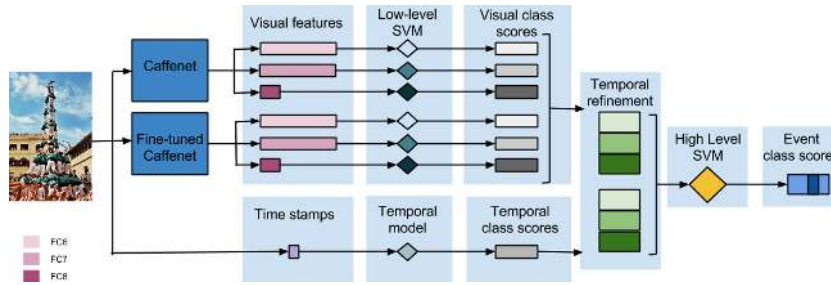 Visual features
Low-level
SVM
Visual class
scores
Caffenet
Fine-tuned
Caffenet
Temporal
refinement
High Level
SVM
Event
class score
Time stamps
Temporal
model
Temporal
class scores
FC6
FC7
FC8